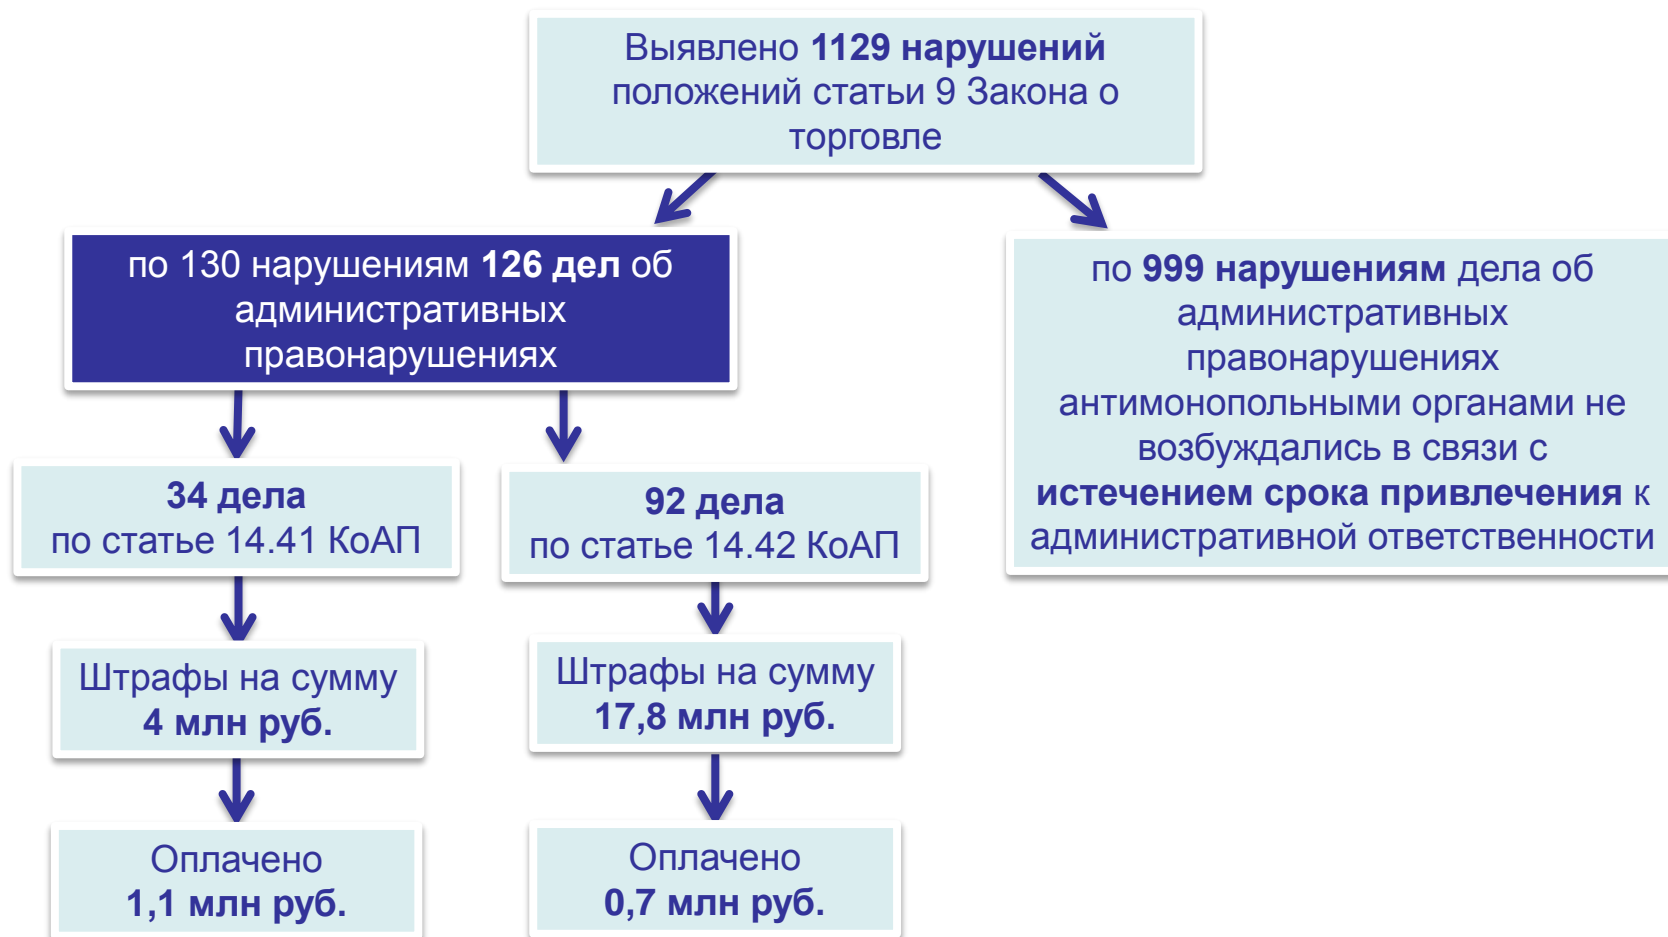 Выявлено 1129 нарушений
положений статьи 9 Закона о
торговле
по 130 нарушениям 126 дел об
административных
правонарушениях
по 999 нарушениям дела об
административных
правонарушениях
антимонопольными органами не
возбуждались в связи с
истечением срока привлечения к
административной ответственности
34 дела
по статье 14.41 КоАП
92 дела
по статье 14.42 КоАП
Штрафы на сумму
4 млн руб.
Штрафы на сумму
17,8 млн руб.
Оплачено
1,1 млн руб.
Оплачено
0,7 млн руб.